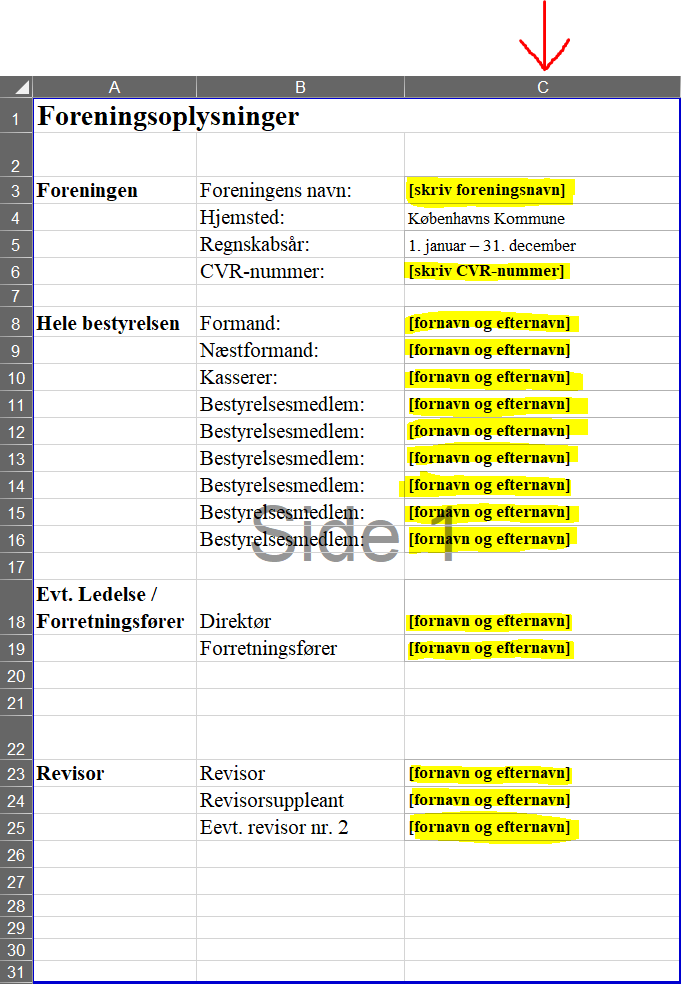 A B C
1 Foreningsoplysninger
2
3 Foreningen Foreningens navn: [skriv foreningsnavn]
4 Hjemsted: Københavns Kommune
5 Regnskabsår: 1. januar – 31. december
6 CVR-nummer: [skriv CVR-nummer]
7
8 Hele bestyrelsen Formand: [fornavn og efternavn]
9 Næstformand: [fornavn og efternavn]
10 Kasserer: [fornavn og efternavn]
11 Bestyrelsesmedlem: [fornavn og efternavn]
12 Bestyrelsesmedlem: [fornavn og efternavn]
13 Bestyrelsesmedlem: [fornavn og efternavn]
14 Bestyrelsesmedlem: [fornavn og efternavn]
15 Bestyrelsesmedlem: [fornavn og efternavn]
16 Bestyrelsesmedlem: [fornavn og efternavn]
Side 1
17
Evt. Ledelse /
18 Forretningsfører Direktør [fornavn og efternavn]
19 Forretningsfører [fornavn og efternavn]
20
21
22
23 Revisor Revisor [fornavn og efternavn]
24 Revisorsuppleant [fornavn og efternavn]
25 Eevt. revisor nr. 2 [fornavn og efternavn]
26
27
28
29
30
31